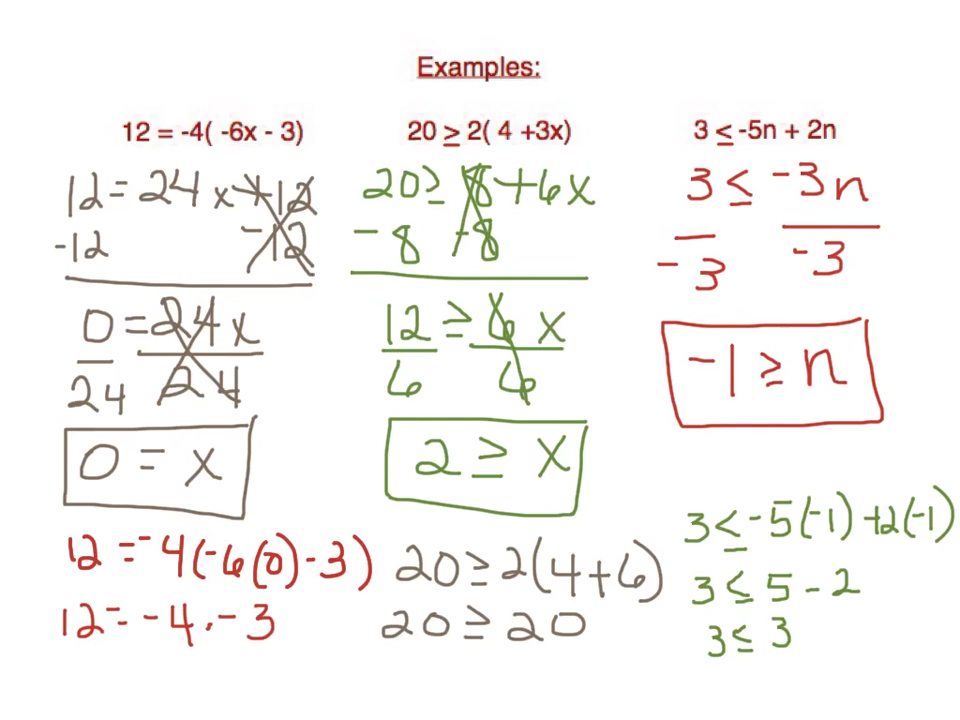 Examples:
12 = -4( -6x - 3)
12 = 24x + 12
-12 -12
0 = 24x
24 24
0 = x
12 = -4(-6(0) - 3)
12 = -4 · -3
20 ≥ 2( 4 +3x)
20 ≥ 8 + 6x
-8 -8
12 ≥ 6x
6 6
2 ≥ x
20 ≥ 2(4+6)
20 ≥ 20
3 ≤ -5n + 2n
3 ≤ -3n
-3 -3
-1 ≥ n
3 ≤ -5(-1) + 2(-1)
3 ≤ 5 - 2
3 ≤ 3